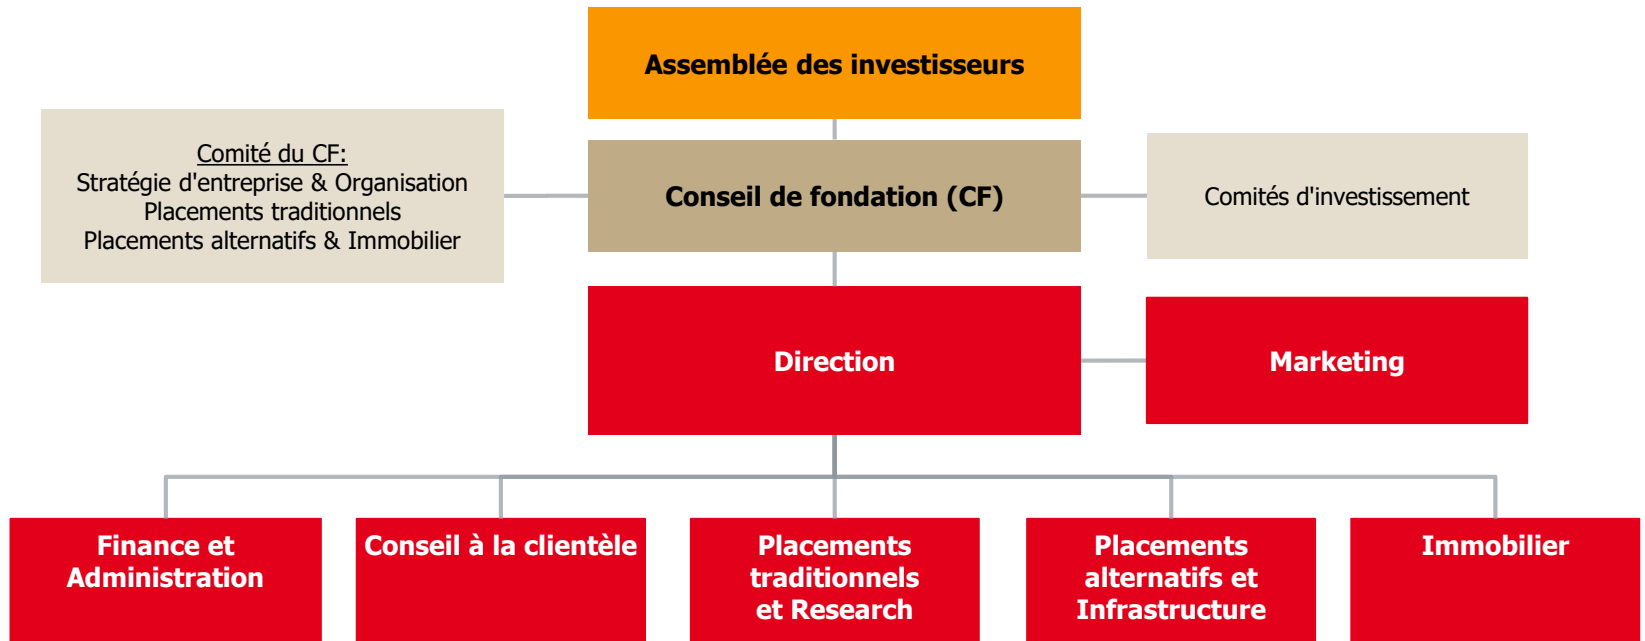 Assemblée des investisseurs
Comité du CF:
Stratégie d'entreprise & Organisation
Placements traditionnels
Placements alternatifs & Immobilier
Conseil de fondation (CF)
Comités d'investissement
Direction
Marketing
Finance et
Administration
Conseil à la clientèle
Placements
traditionnels
et Research
Placements
alternatifs et
Infrastructure
Immobilier